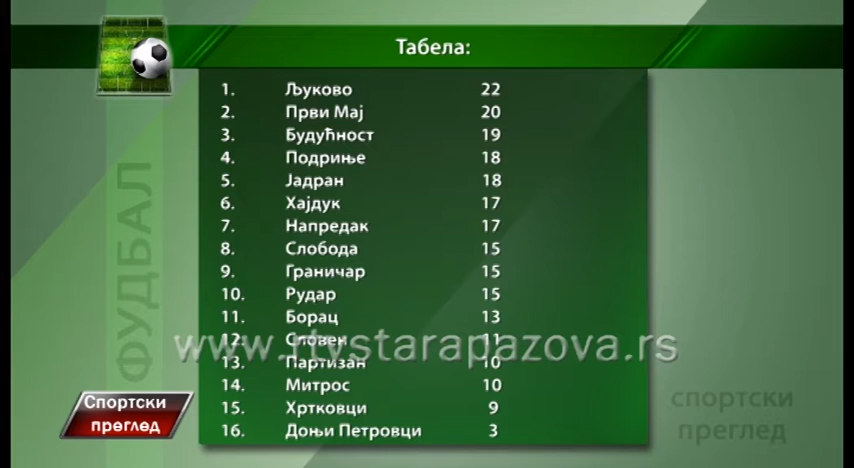 Табела:
1. Љуково 22
2. Први Мај 20
3. Будућност 19
4. Подриње 18
5. Јадран 18
6. Хајдук 17
7. Напредак 17
8. Слобода 15
9. Граничар 15
10. Рудар 15
11. Борац 13
12. Словен 11
13. Партизан 10
14. Митрос 10
15. Хртковци 9
16. Доњи Петровци 3
www.rtvstarapazova.rs
ФУДБАЛ
Спортски
преглед
спортски
преглед